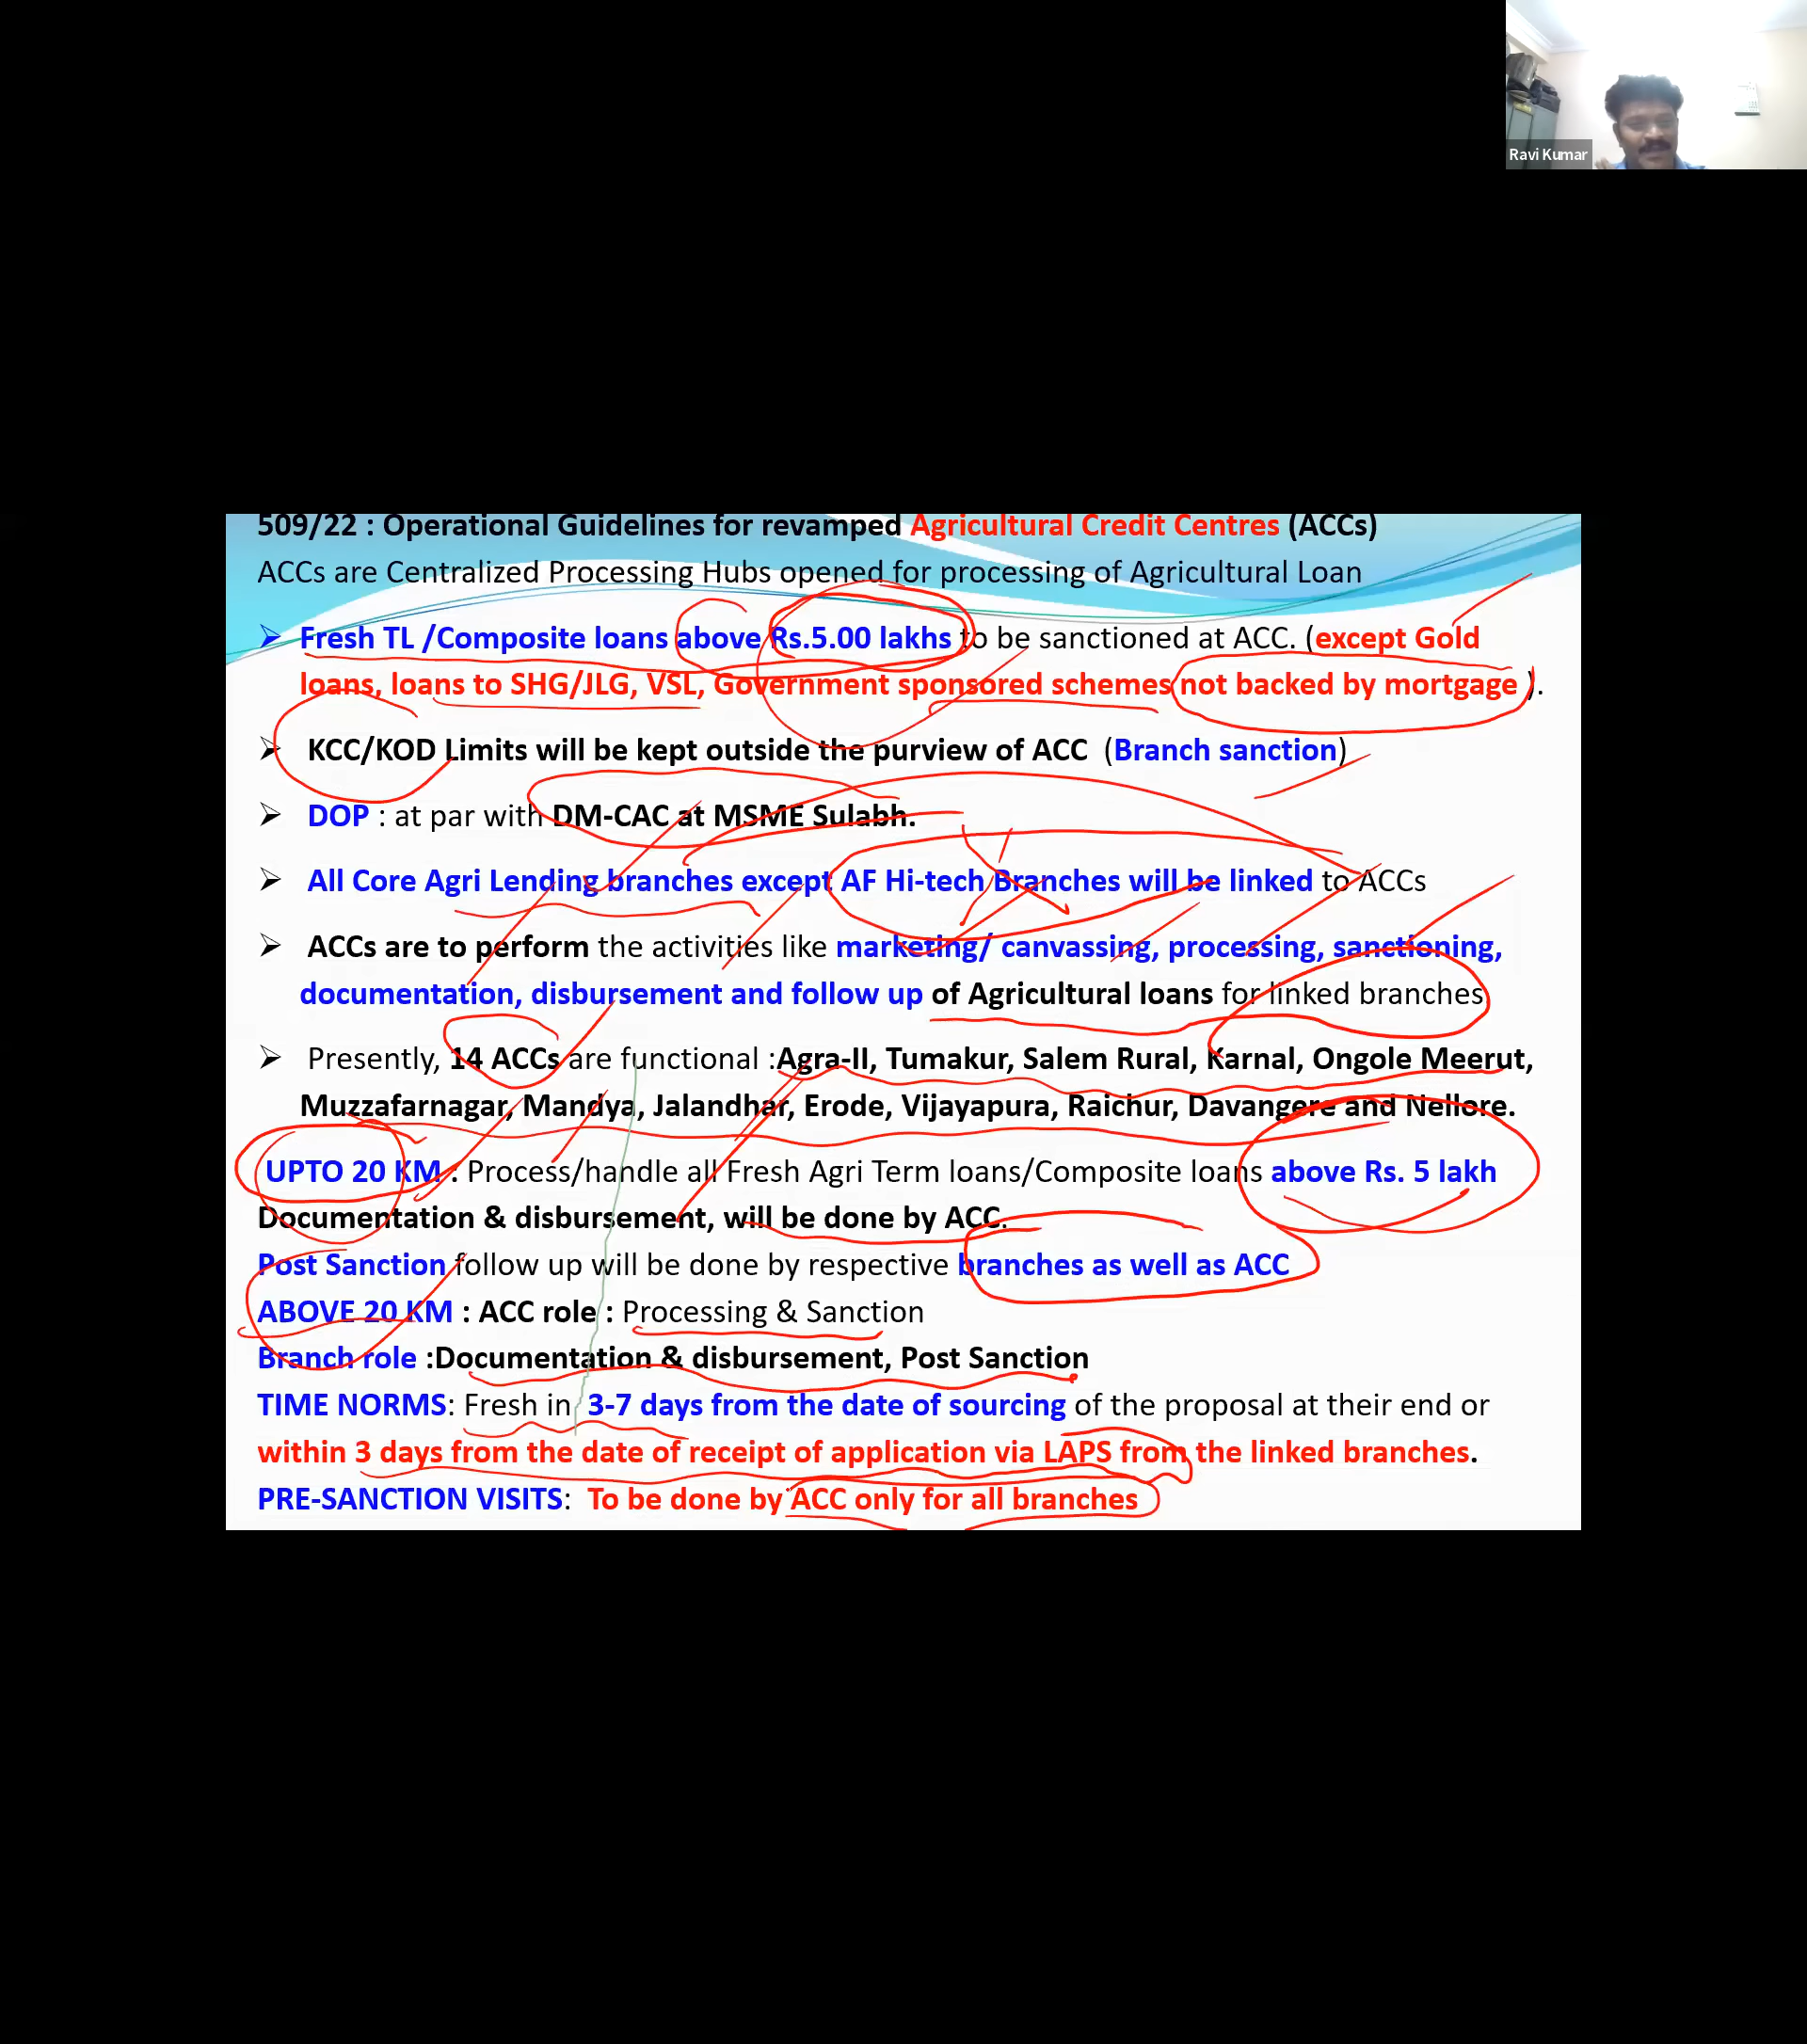 Ravi Kumar
509/22 : Operational Guidelines for revamped Agricultural Credit Centres (ACCs)
ACCs are Centralized Processing Hubs opened for processing of Agricultural Loan
➢ Fresh TL /Composite loans above Rs.5.00 lakhs to be sanctioned at ACC. (except Gold
loans, loans to SHG/JLG, VSL, Government sponsored schemes not backed by mortgage ).
➢ KCC/KOD Limits will be kept outside the purview of ACC (Branch sanction)
➢ DOP : at par with DM-CAC at MSME Sulabh.
➢ All Core Agri Lending branches except AF Hi-tech Branches will be linked to ACCs
➢ ACCs are to perform the activities like marketing/ canvassing, processing, sanctioning,
documentation, disbursement and follow up of Agricultural loans for linked branches
➢ Presently, 14 ACCs are functional :Agra-II, Tumakur, Salem Rural, Karnal, Ongole Meerut,
Muzzafarnagar, Mandya, Jalandhar, Erode, Vijayapura, Raichur, Davangere and Nellore.
UPTO 20 KM : Process/handle all Fresh Agri Term loans/Composite loans above Rs. 5 lakh
Documentation & disbursement, will be done by ACC.
Post Sanction follow up will be done by respective branches as well as ACC
ABOVE 20 KM : ACC role : Processing & Sanction
Branch role :Documentation & disbursement, Post Sanction
TIME NORMS: Fresh in 3-7 days from the date of sourcing of the proposal at their end or
within 3 days from the date of receipt of application via LAPS from the linked branches.
PRE-SANCTION VISITS: To be done by ACC only for all branches